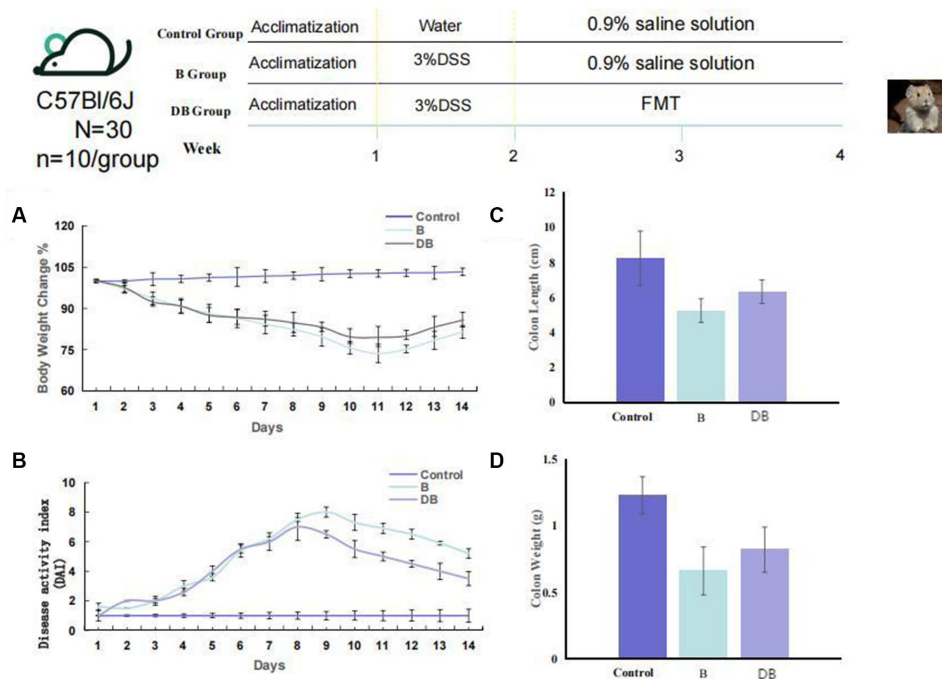 Control Group Acclimatization Water 0.9% saline solution
B Group Acclimatization 3%DSS 0.9% saline solution
DB Group Acclimatization 3%DSS FMT
Week 1 2 3 4
C57Bl/6J
N=30
n=10/group
A
Control
B
DB
Body Weight Change %
120
105
90
75
60
1 2 3 4 5 6 7 8 9 10 11 12 13 14
Days
C
Colon Length (cm)
12
10
8
6
4
2
0
Control B DB
B
Control
B
DB
Disease activity index
(DAI)
10
8
6
4
2
0
1 2 3 4 5 6 7 8 9 10 11 12 13 14
Days
D
Colon Weight (g)
1.5
1
0.5
0
Control B DB